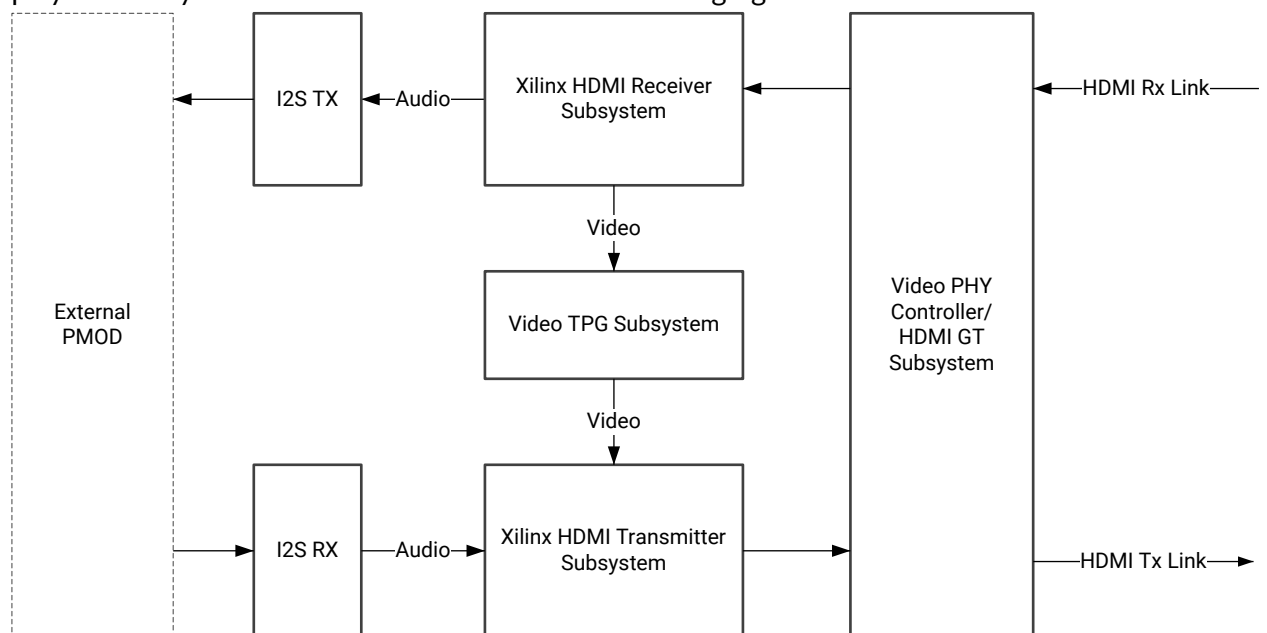 I2S TX
Audio
Xilinx HDMI Receiver
Subsystem
HDMI Rx Link
Video
External
PMOD
Video TPG Subsystem
Video PHY
Controller/
HDMI GT
Subsystem
Video
I2S RX
Audio
Xilinx HDMI Transmitter
Subsystem
HDMI Tx Link